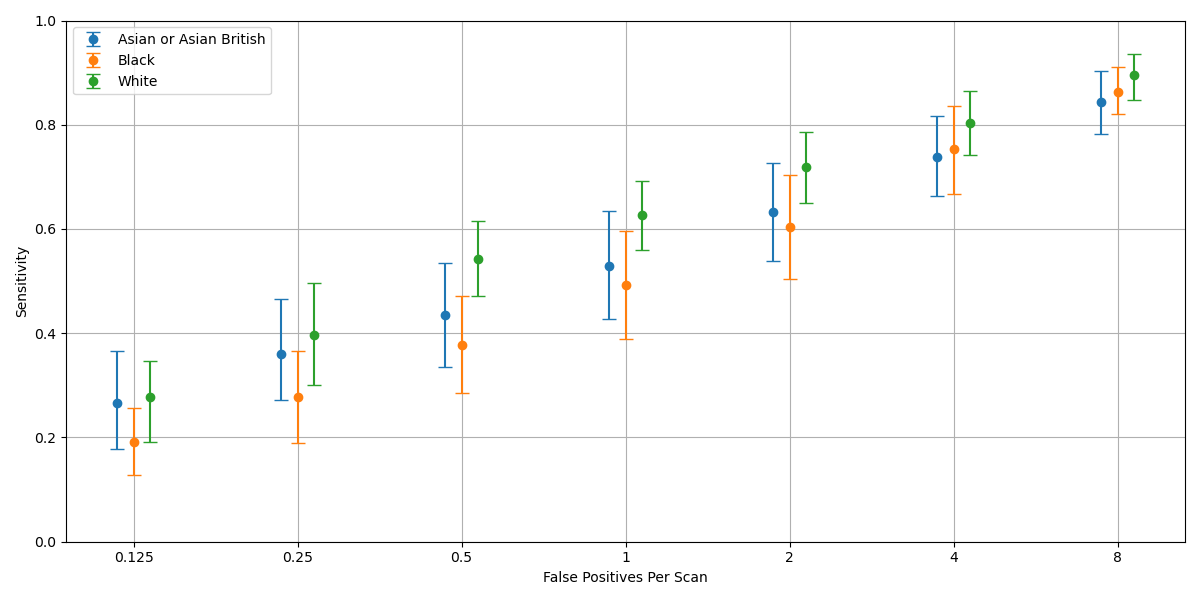 Asian or Asian British
Black
White
1.0
0.8
0.6
0.4
0.2
0.0
Sensitivity
0.125 0.25 0.5 1 2 4 8
False Positives Per Scan